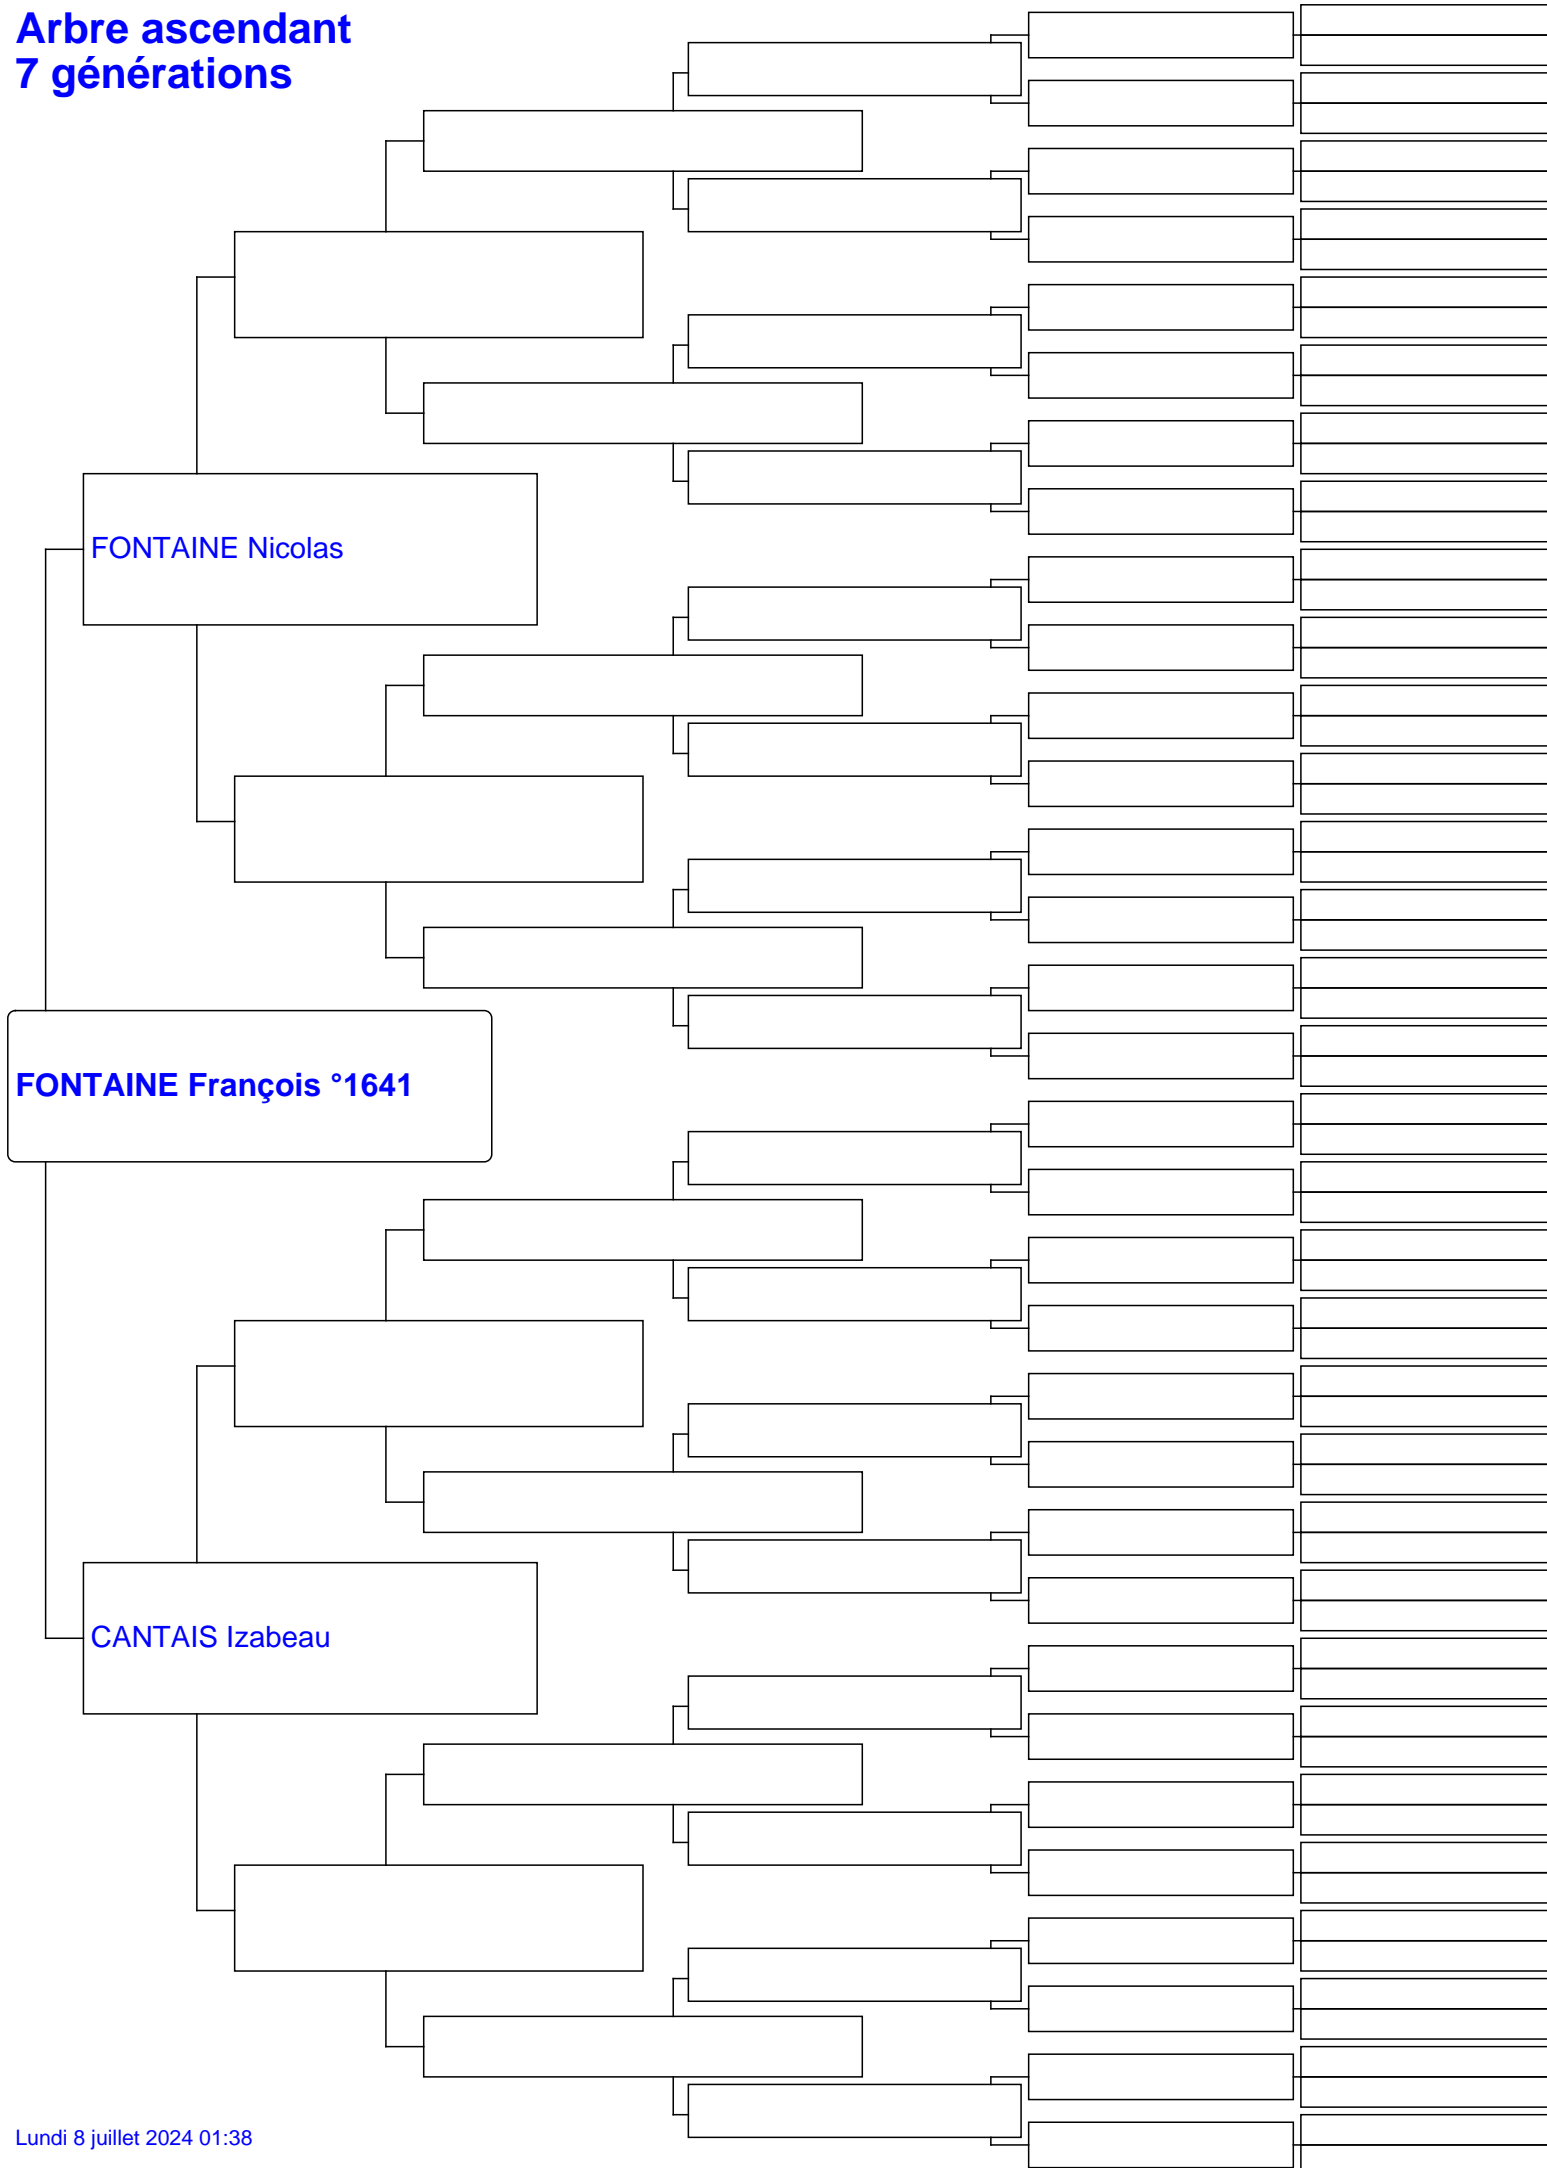 Arbre ascendant
7 générations
FONTAINE Nicolas
FONTAINE François °1641
CANTAIS Izabeau
Lundi 8 juillet 2024 01:38